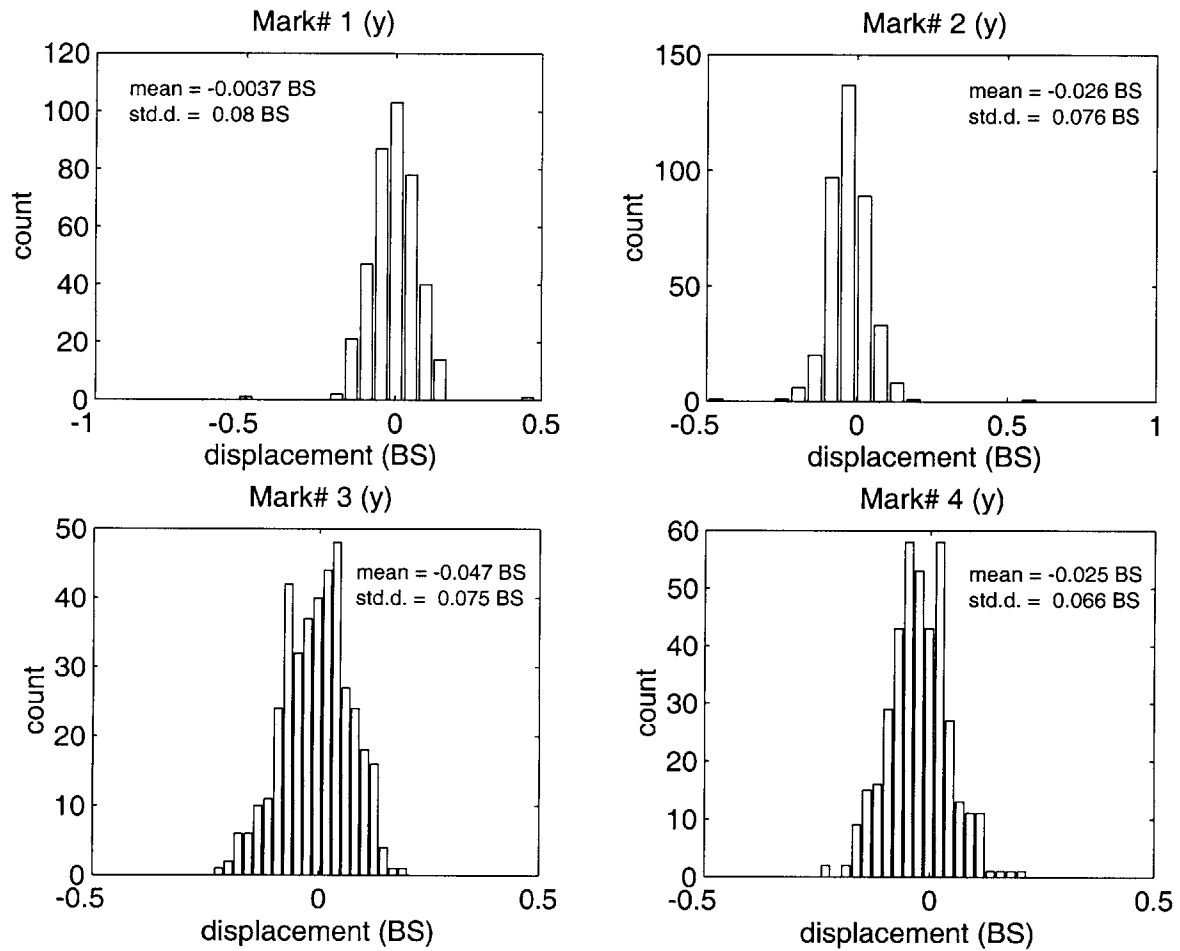 Mark# 1 (y)
120
100
80
60
40
20
0
mean = -0.0037 BS
std.d. = 0.08 BS
count
-1
-0.5
0
0.5
displacement (BS)
Mark# 2 (y)
150
100
50
0
mean = -0.026 BS
std.d. = 0.076 BS
count
-0.5
0
0.5
1
displacement (BS)
Mark# 3 (y)
50
40
30
20
10
0
mean = -0.047 BS
std.d. = 0.075 BS
count
-0.5
0
0.5
displacement (BS)
Mark# 4 (y)
60
50
40
30
20
10
0
mean = -0.025 BS
std.d. = 0.066 BS
count
-0.5
0
0.5
displacement (BS)